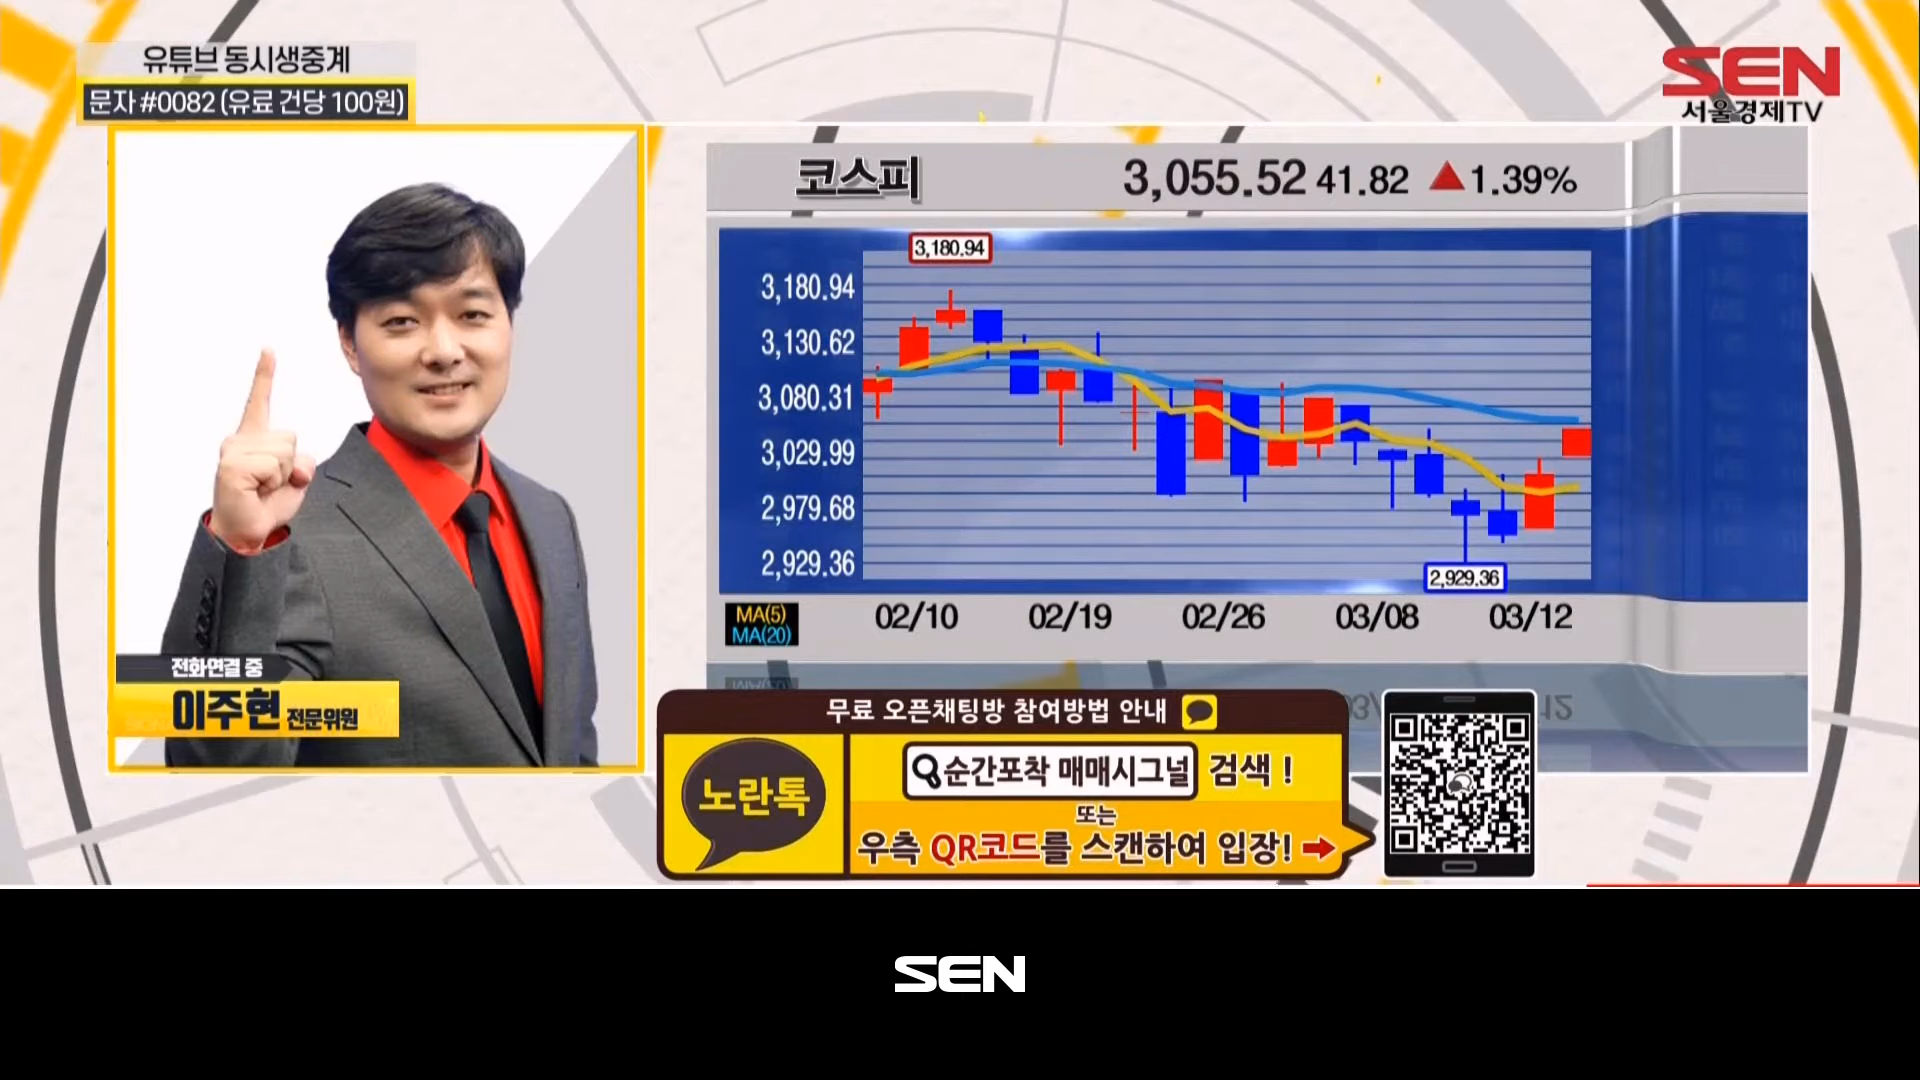 유튜브 동시생중계
문자 #0082 (유료 건당 100원)
SEN
서울경제TV
코스피 3,055.52 41.82 ▲1.39%
3,180.94
3,180.94
3,130.62
3,080.31
3,029.99
2,979.68
2,929.36
2,929.36
MA(5)
MA(20)
02/10 02/19 02/26 03/08 03/12
전화연결 중
이주현 전문위원
무료 오픈채팅방 참여방법 안내
노란톡
순간포착 매매시그널 검색 !
또는
우측 QR코드를 스캔하여 입장!
SEN